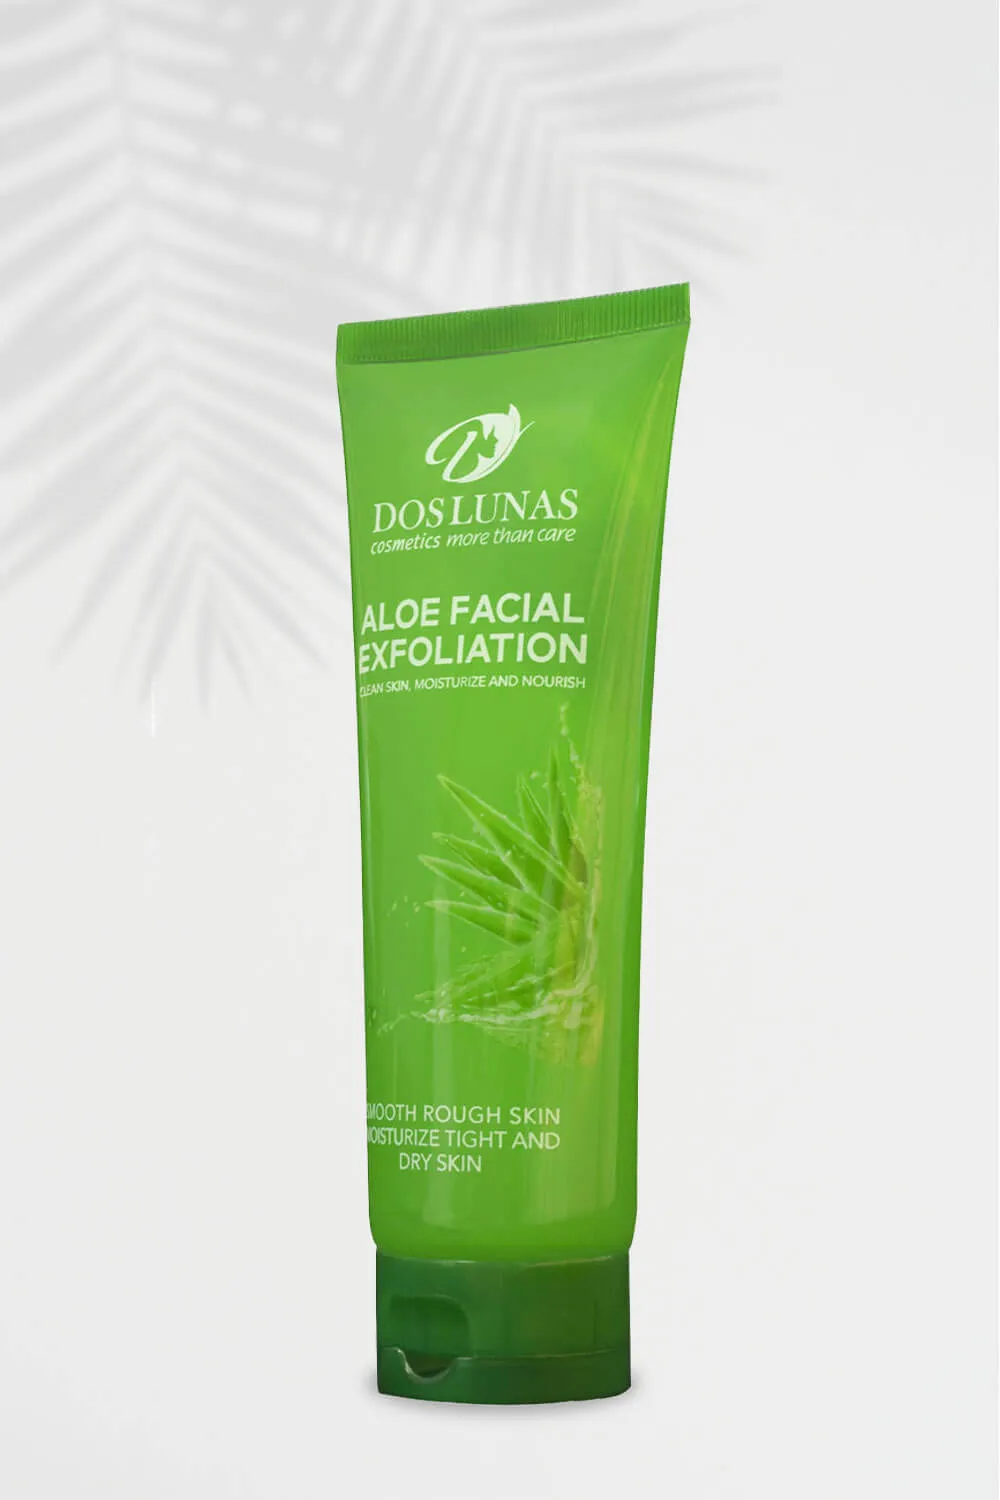 DOS LUNAS
cosmetics more than care
ALOE FACIAL
EXFOLIATION
CLEAN SKIN, MOISTURIZE AND NOURISH
SMOOTH ROUGH SKIN
MOISTURIZE TIGHT AND
DRY SKIN